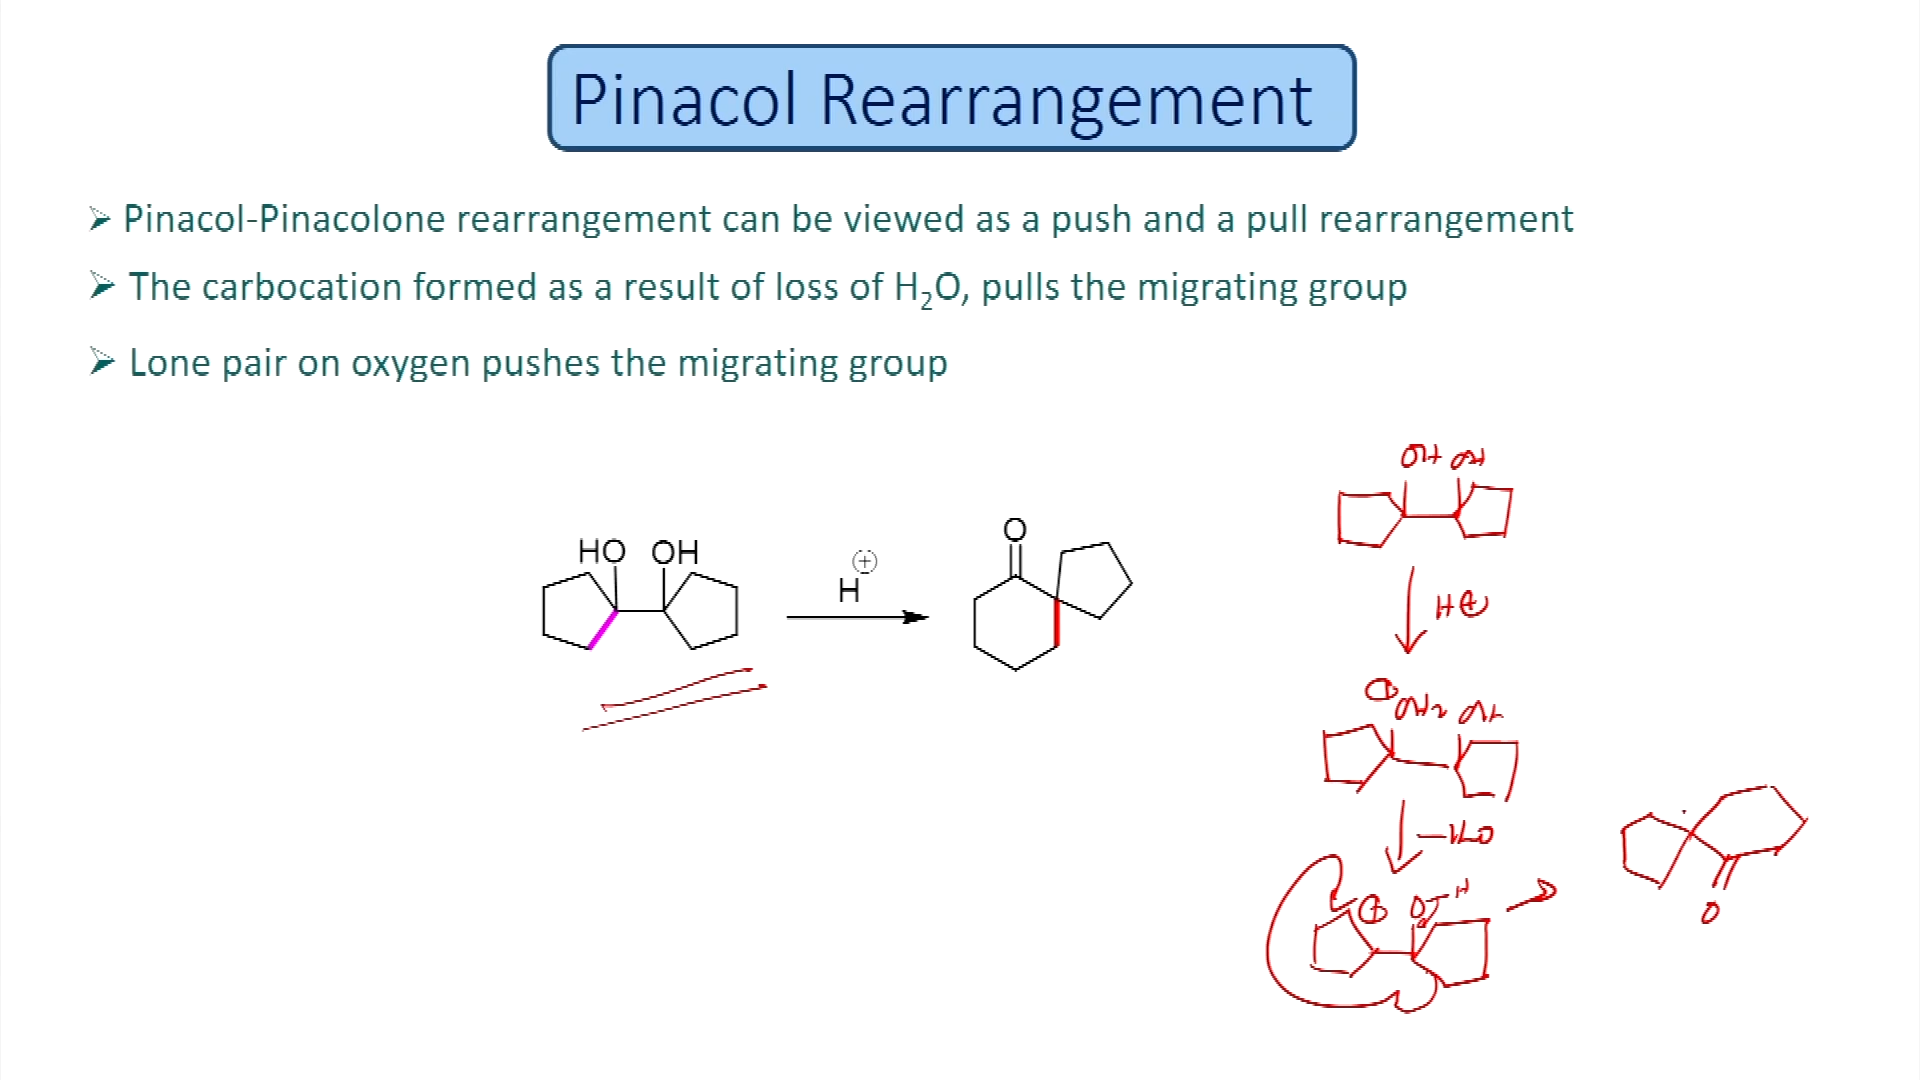 Pinacol Rearrangement
➢ Pinacol-Pinacolone rearrangement can be viewed as a push and a pull rearrangement
➢ The carbocation formed as a result of loss of H₂O, pulls the migrating group
➢ Lone pair on oxygen pushes the migrating group
OH OH
HO OH
H⊕
O
H⊕
⊕OH₂ OH
−H₂O
⊕ O–H
O